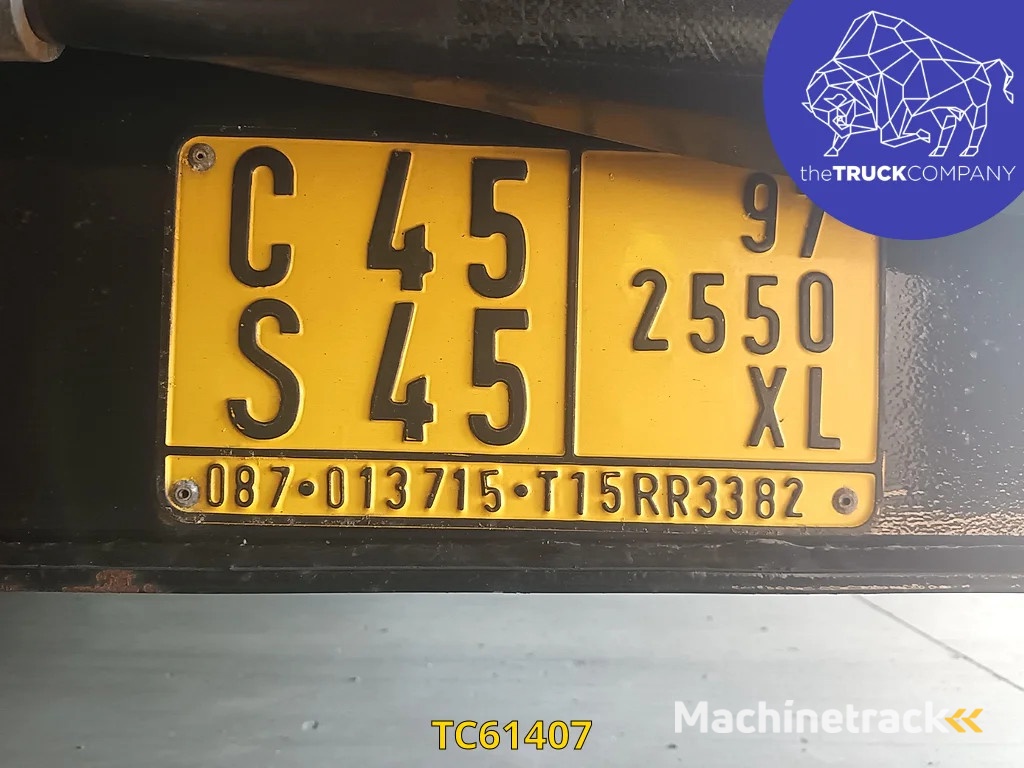 C 45
S 45
97
2550
XL
087•013715•T15RR3382
theTRUCKCOMPANY
TC61407
Machinetrack